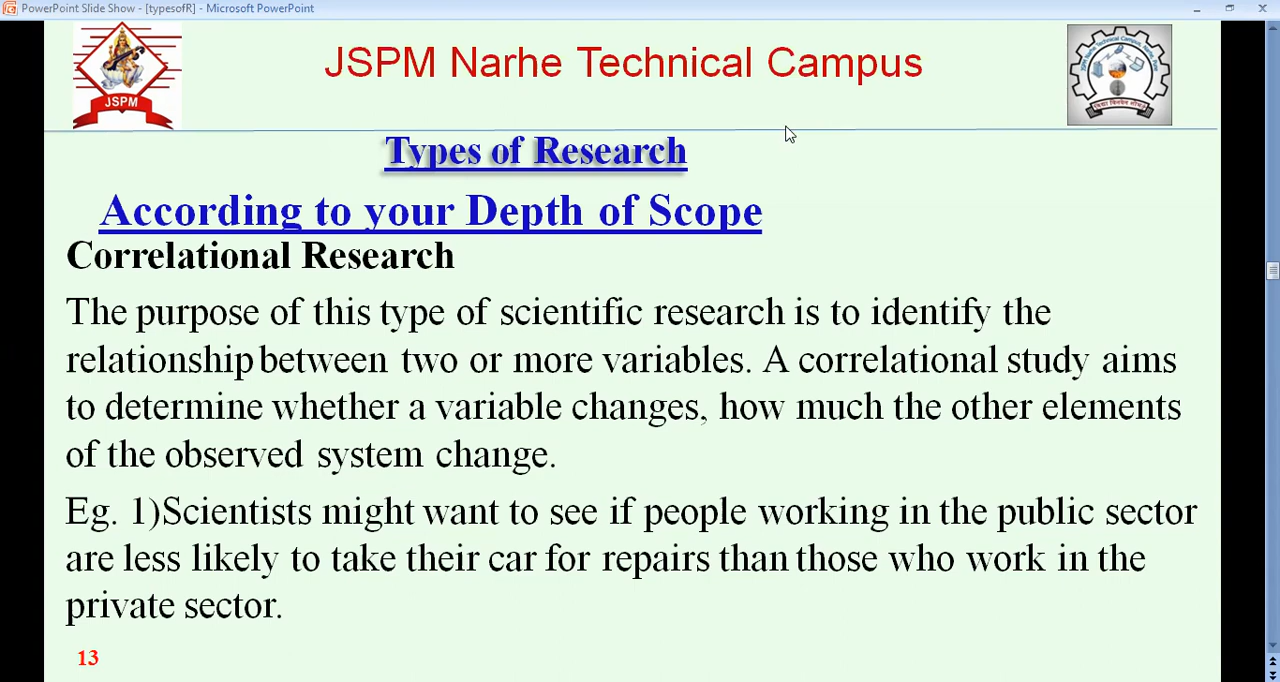 PowerPoint Slide Show - [typesofR] - Microsoft PowerPoint
JSPM
JSPM Narhe Technical Campus
Types of Research
According to your Depth of Scope
Correlational Research
The purpose of this type of scientific research is to identify the
relationship between two or more variables. A correlational study aims
to determine whether a variable changes, how much the other elements
of the observed system change.
Eg. 1)Scientists might want to see if people working in the public sector
are less likely to take their car for repairs than those who work in the
private sector.
13